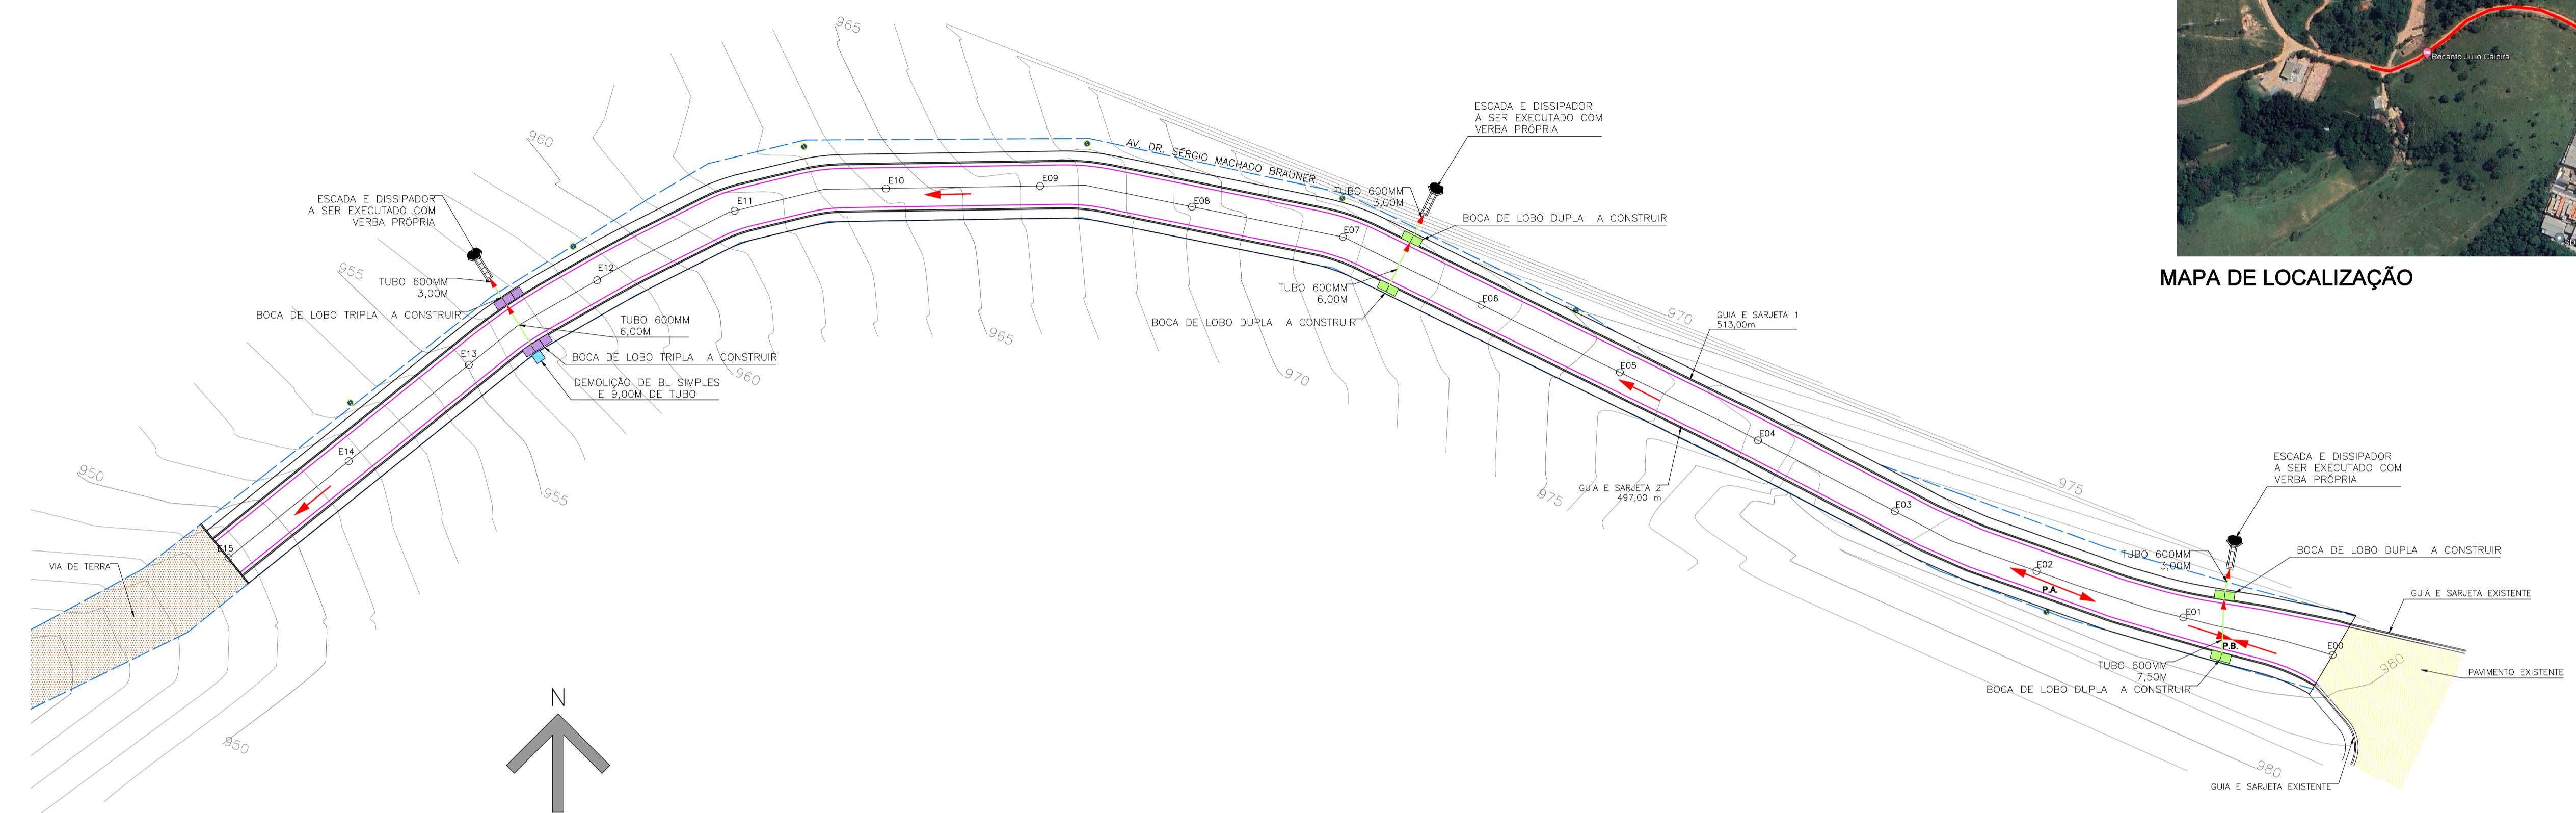 965
960
ESCADA E DISSIPADOR
A SER EXECUTADO COM
VERBA PRÓPRIA
TUBO 600MM
3,00M
BOCA DE LOBO TRIPLA A CONSTRUIR
955
950
E11
E10
E09
E08
E07
AV. DR. SÉRGIO MACHADO BRAUNER
ESCADA E DISSIPADOR
A SER EXECUTADO COM
VERBA PRÓPRIA
TUBO 600MM
3,00M
BOCA DE LOBO DUPLA A CONSTRUIR
Recanto Júlio Caipira
MAPA DE LOCALIZAÇÃO
E12
TUBO 600MM
6,00M
BOCA DE LOBO TRIPLA A CONSTRUIR
DEMOLIÇÃO DE BL SIMPLES
E 9,00M DE TUBO
960
965
TUBO 600MM
6,00M
BOCA DE LOBO DUPLA A CONSTRUIR
E06
970
GUIA E SARJETA 1
513,00m
970
E05
E13
E14
955
E04
GUIA E SARJETA 2
497,00 m
975
E03
975
ESCADA E DISSIPADOR
A SER EXECUTADO COM
VERBA PRÓPRIA
TUBO 600MM
3,00M
BOCA DE LOBO DUPLA A CONSTRUIR
E15
VIA DE TERRA
E02
P.A.
E01
GUIA E SARJETA EXISTENTE
P.B.
E00
980
TUBO 600MM
7,50M
BOCA DE LOBO DUPLA A CONSTRUIR
PAVIMENTO EXISTENTE
N
950
980
GUIA E SARJETA EXISTENTE